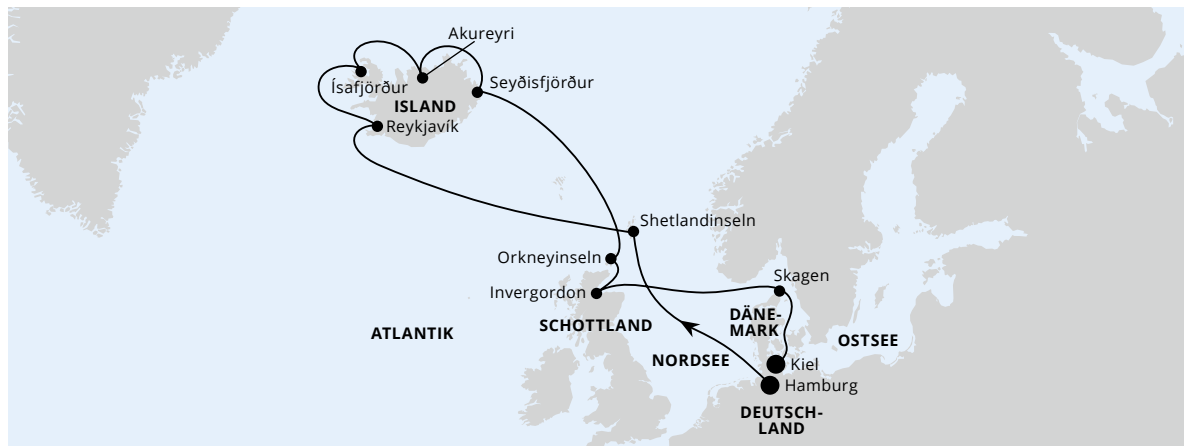 Akureyri
Ísafjörður
Seyðisfjörður
ISLAND
Reykjavík
Shetlandinseln
Orkneyinseln
Skagen
Invergordon
DÄNE-
MARK
SCHOTTLAND
ATLANTIK
OSTSEE
NORDSEE
Kiel
Hamburg
DEUTSCH-
LAND